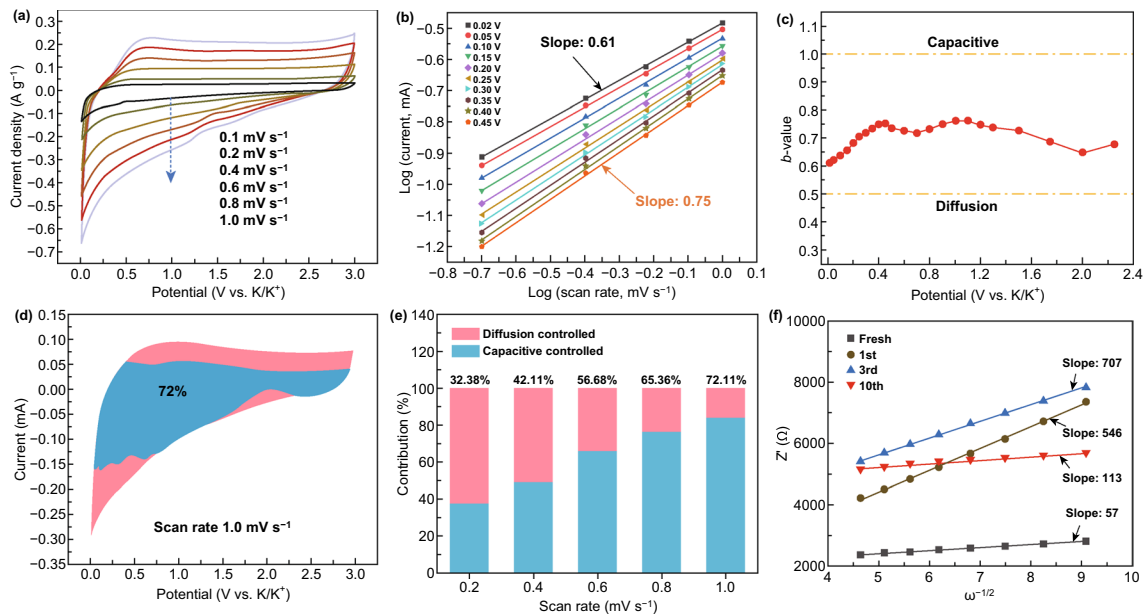 (a)
0.3
0.2
0.1
0.0
−0.1
−0.2
−0.3
−0.4
−0.5
−0.6
−0.7
Current density (A g⁻¹)
0.1 mV s⁻¹
0.2 mV s⁻¹
0.4 mV s⁻¹
0.6 mV s⁻¹
0.8 mV s⁻¹
1.0 mV s⁻¹
0.0 0.5 1.0 1.5 2.0 2.5 3.0
Potential (V vs. K/K⁺)
(b)
−0.5
−0.6
−0.7
−0.8
−0.9
−1.0
−1.1
−1.2
Log (current, mA)
0.02 V
0.05 V
0.10 V
0.15 V
0.20 V
0.25 V
0.30 V
0.35 V
0.40 V
0.45 V
Slope: 0.61
Slope: 0.75
−0.8 −0.7 −0.6 −0.5 −0.4 −0.3 −0.2 −0.1 0.0 0.1
Log (scan rate, mV s⁻¹)
(c)
1.1
1.0
0.9
0.8
0.7
0.6
0.5
0.4
0.3
b-value
Capacitive
Diffusion
0.0 0.4 0.8 1.2 1.6 2.0 2.4
Potential (V vs. K/K⁺)
(d)
0.15
0.10
0.05
0.00
−0.05
−0.10
−0.15
−0.20
−0.25
−0.30
−0.35
Current (mA)
72%
Scan rate 1.0 mV s⁻¹
0.0 0.5 1.0 1.5 2.0 2.5 3.0
Potential (V vs. K/K⁺)
(e)
140
120
100
80
60
40
20
0
Contribution (%)
Diffusion controlled
Capacitive controlled
32.38% 42.11% 56.68% 65.36% 72.11%
0.2 0.4 0.6 0.8 1.0
Scan rate (mV s⁻¹)
(f)
10000
8000
6000
4000
2000
Z' (Ω)
Fresh
1st
3rd
10th
Slope: 707
Slope: 546
Slope: 113
Slope: 57
4 5 6 7 8 9 10
ω⁻¹/²